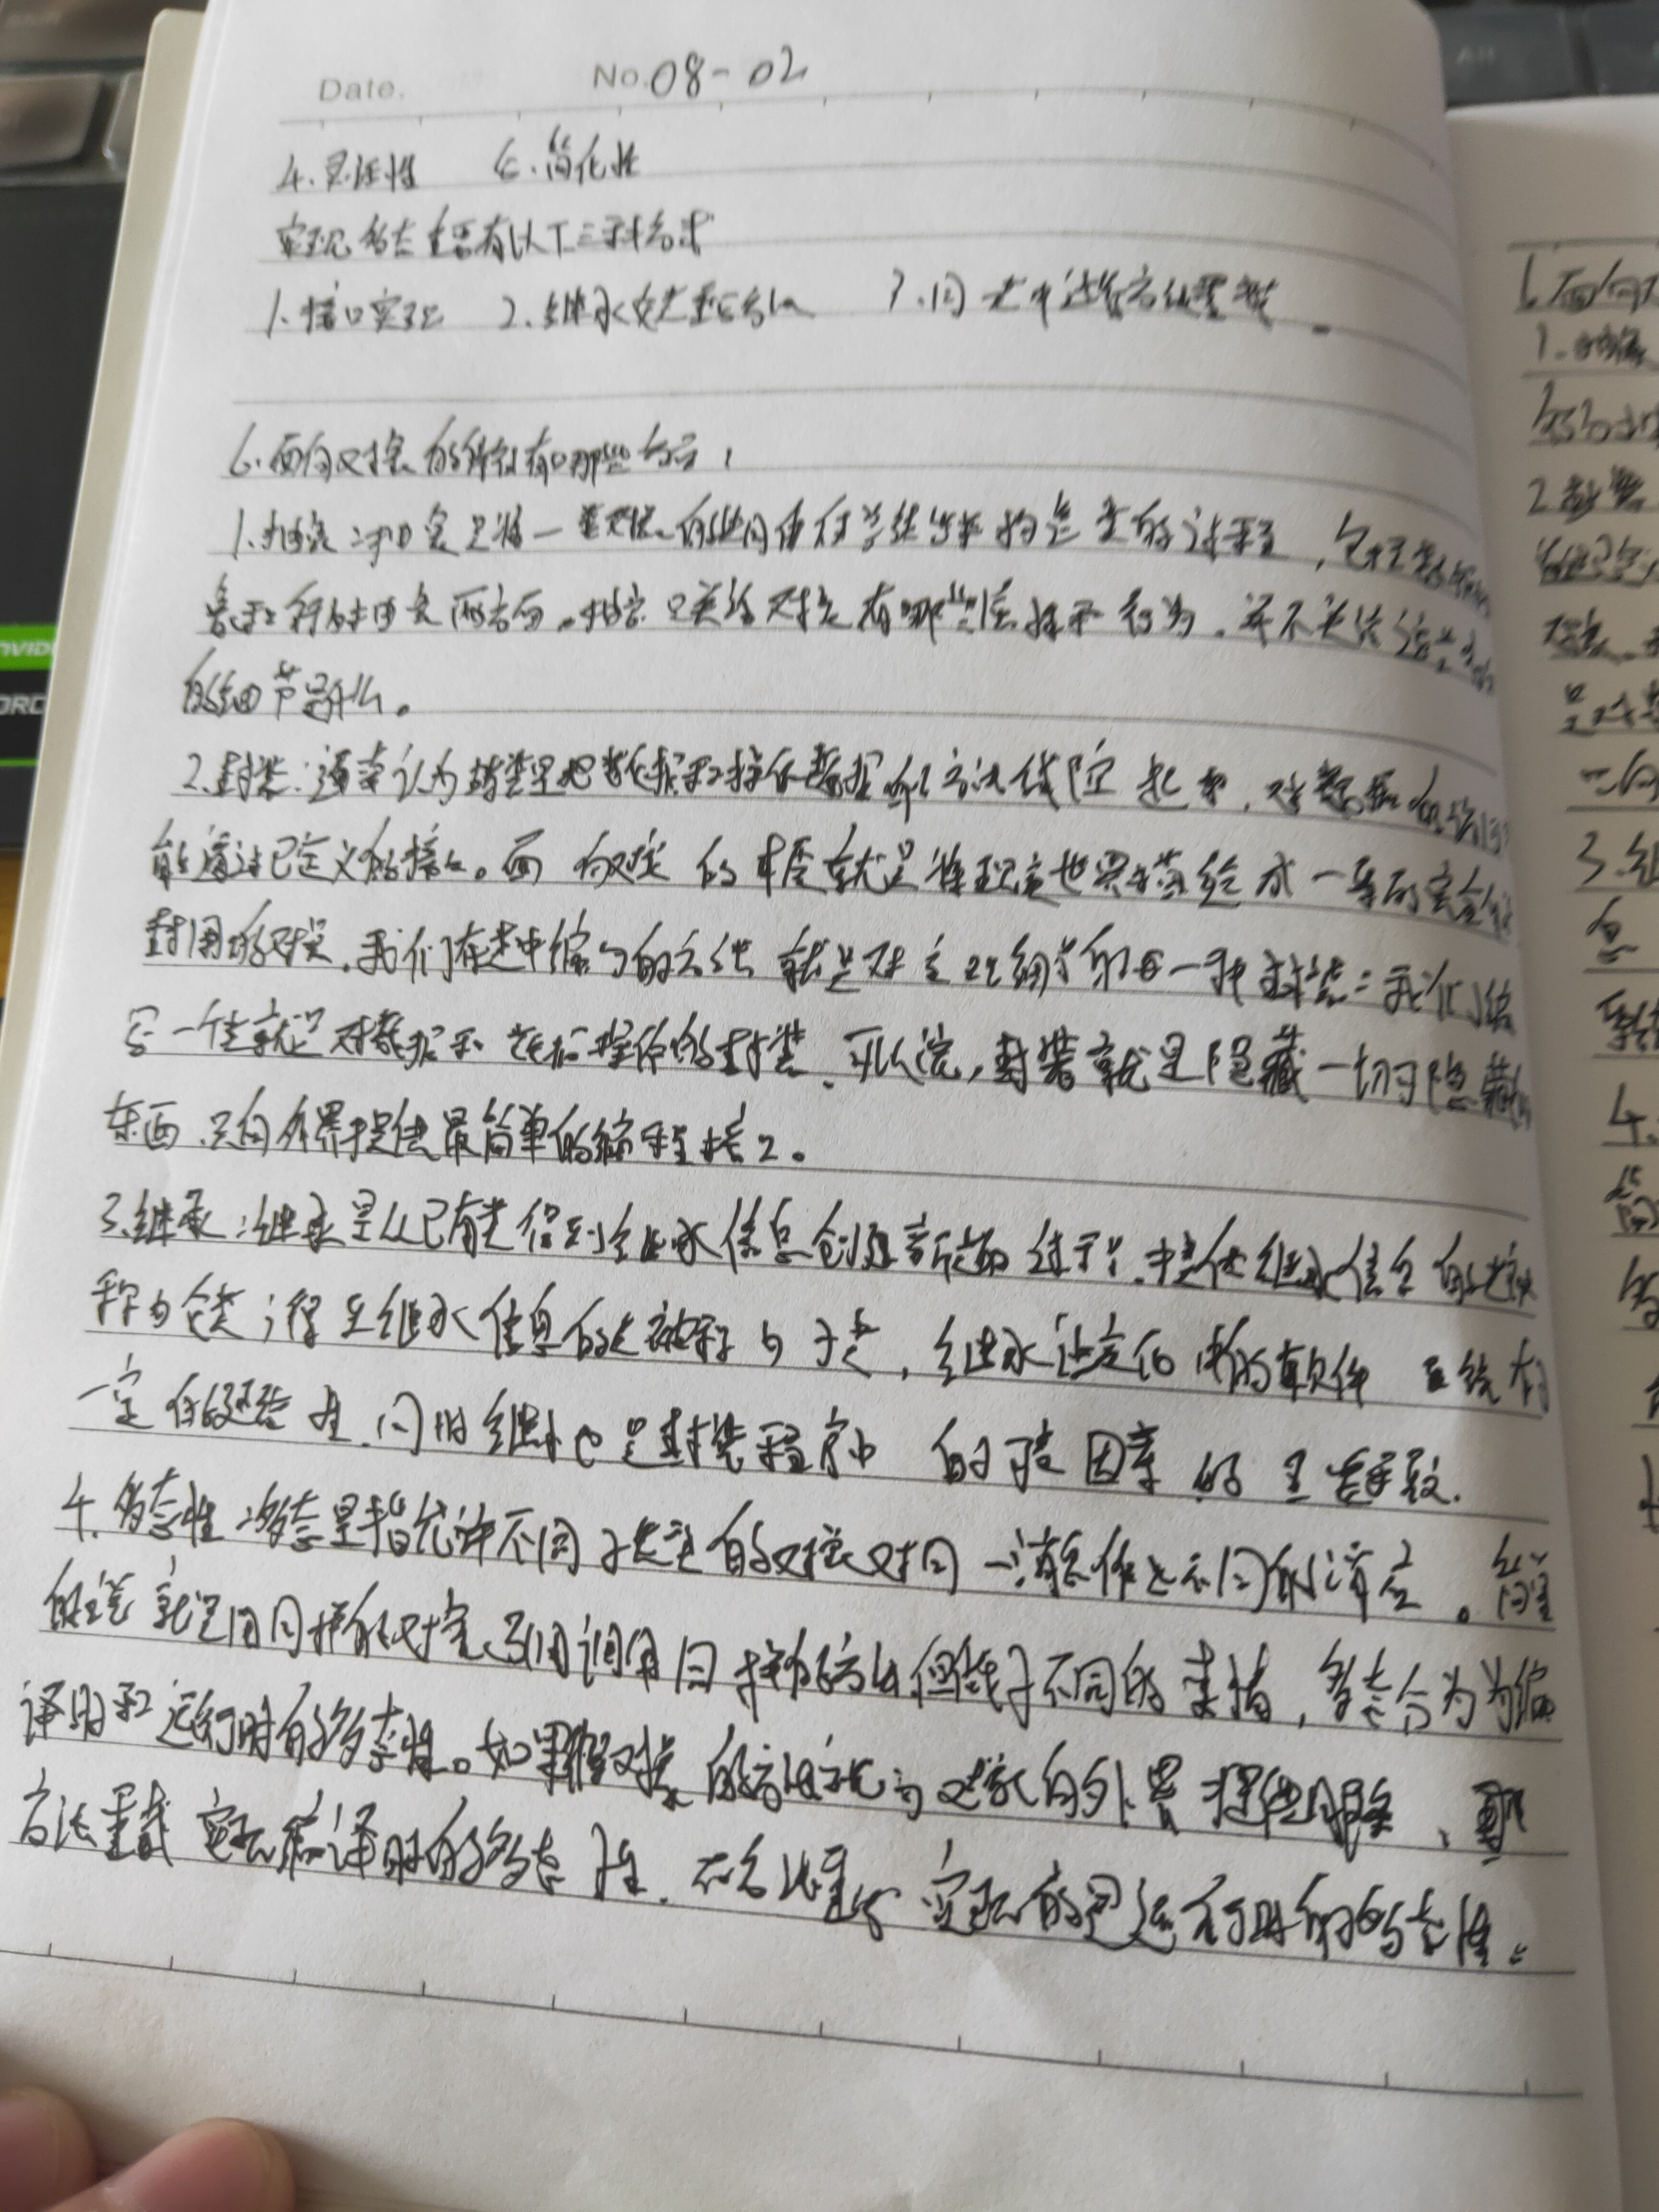 Date. No. 08-02
4.灵活性 5.简化性
实现多态主要有以下三种方式
1.接口实现 2.继承父类重写方法 3.同一类中进行方法重载
6.面向对象的特征有哪些方面
1.抽象:抽象是将一类对象的共同特征总结出来构造类的过程,包括数据抽
象和行为抽象两方面。抽象只关注对象有哪些属性和行为,并不关注这些行为
的细节是什么。
2.封装:通常认为封装是把数据和操作数据的方法绑定起来,对数据的访问只
能通过已定义的接口。面向对象的本质就是将现实世界描绘成一系列完全自治
封闭的对象。我们在类中编写的方法就是对实现细节的一种封装;我们编
写一个类就是对数据和数据操作的封装。可以说,封装就是隐藏一切可隐藏的
东西,只向外界提供最简单的编程接口。
3.继承:继承是从已有类得到继承信息创建新类的过程。提供继承信息的类被
称为父类;得到继承信息的类被称为子类,继承让变化中的软件系统有
一定的延续性,同时继承也是封装程序中的可变因素的重要手段.
4.多态性:多态是指允许不同子类型的对象对同一消息作出不同的响应。简单
的说就是用同样的对象引用调用同样的方法但做了不同的事情,多态分为为编
译时和运行时的多态性。如果将对象的方法视为对象的外界提供服务,
方法重载实现编译时的多态性,而方法重写实现的是运行时的多态性。
NVID
1.
2.封装
3.继
4.